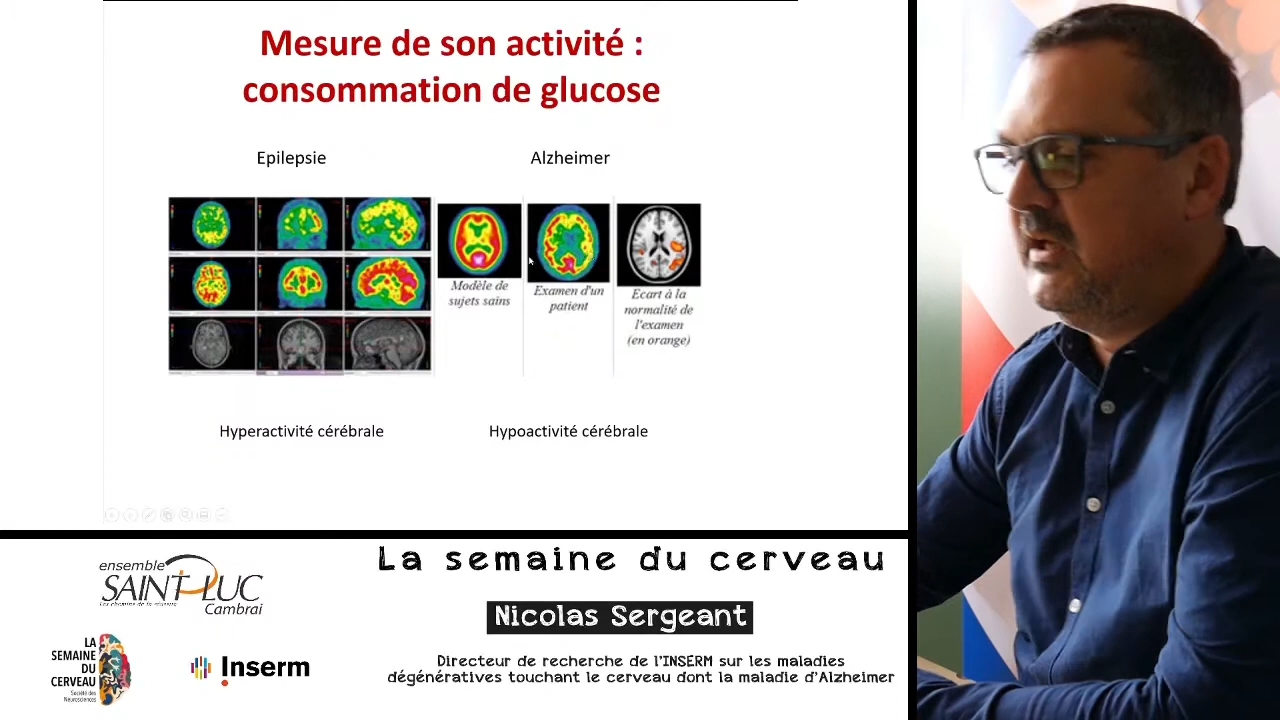 Mesure de son activité :
consommation de glucose
Epilepsie
Alzheimer
Modèle de
sujets sains
Examen d'un
patient
Ecart à la
normalité de
l'examen
(en orange)
Hyperactivité cérébrale
Hypoactivité cérébrale
ensemble
SAINT LUC
Cambrai
LA
SEMAINE
DU
CERVEAU
Société des
Neurosciences
Inserm
La semaine du cerveau
Nicolas Sergeant
Directeur de recherche de l'INSERM sur les maladies
dégénératives touchant le cerveau dont la maladie d'Alzheimer